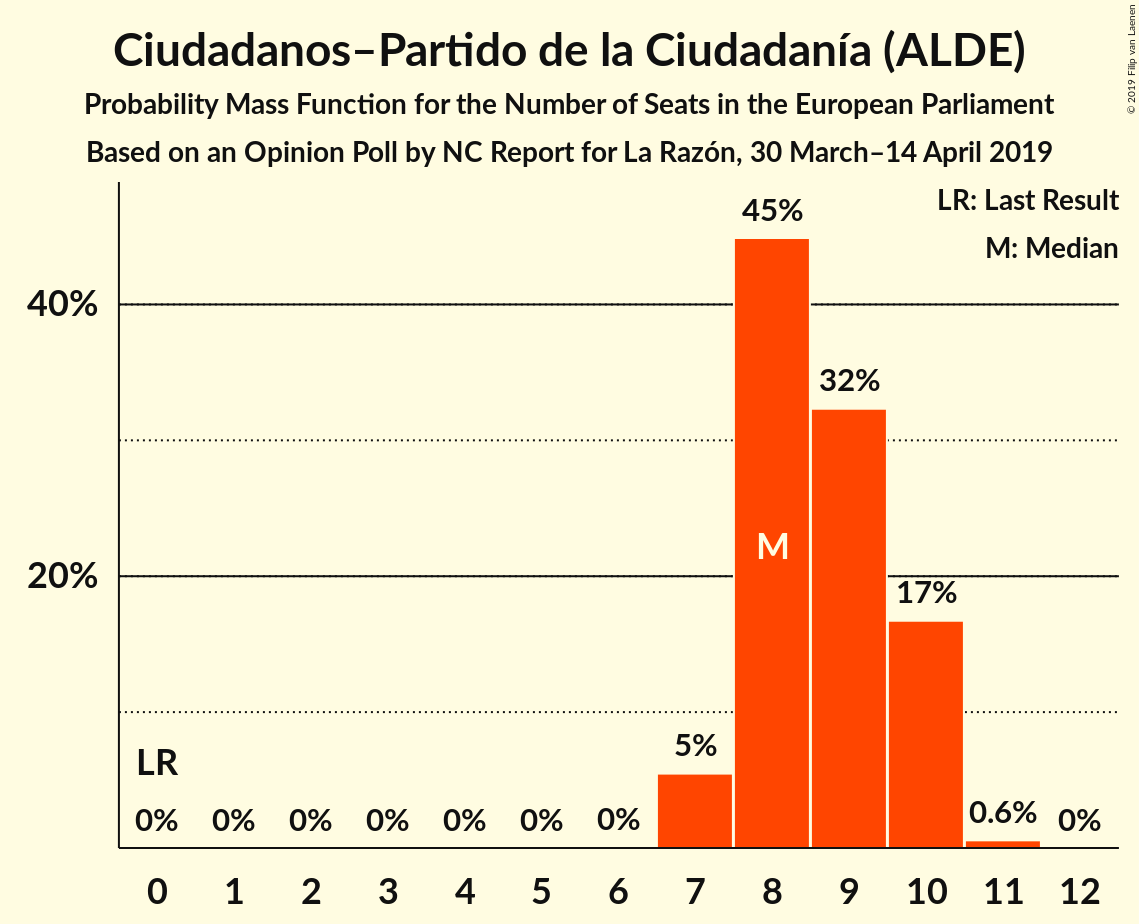 Ciudadanos–Partido de la Ciudadanía (ALDE)
Probability Mass Function for the Number of Seats in the European Parliament
Based on an Opinion Poll by NC Report for La Razón, 30 March–14 April 2019
© 2019 Filip van Laenen
LR: Last Result
M: Median
45%
40%
32%
M
20%
17%
5%
LR
0% 0% 0% 0% 0% 0% 0% 0.6% 0%
0 1 2 3 4 5 6 7 8 9 10 11 12